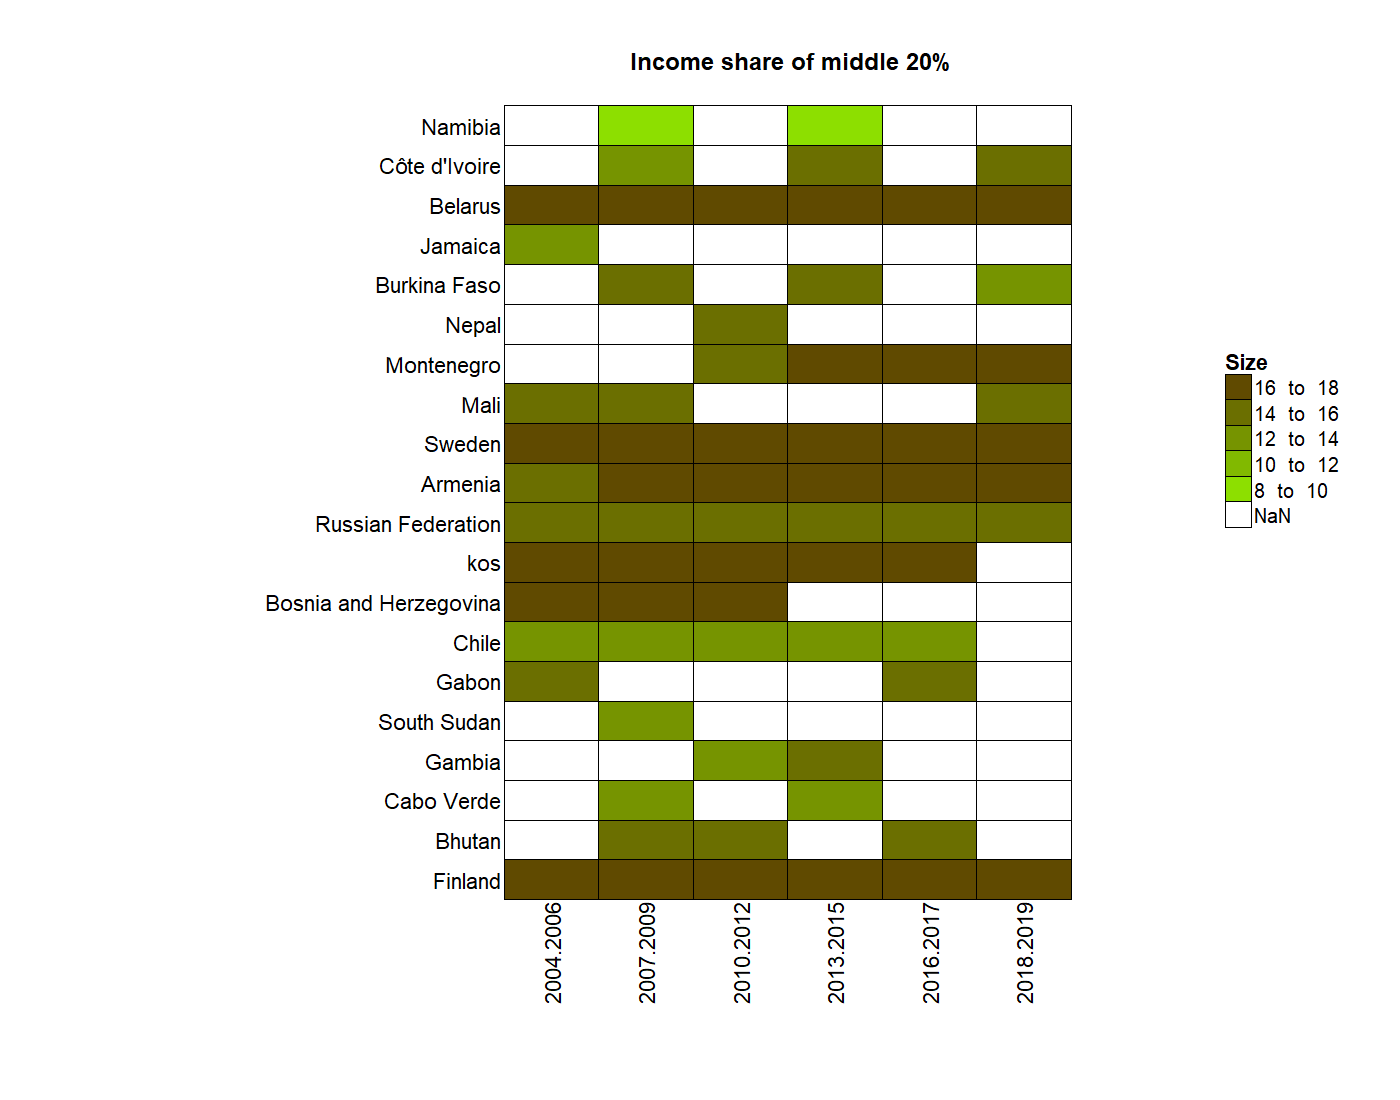 Income share of middle 20%
Namibia
Côte d'Ivoire
Belarus
Jamaica
Burkina Faso
Nepal
Montenegro
Mali
Sweden
Armenia
Russian Federation
kos
Bosnia and Herzegovina
Chile
Gabon
South Sudan
Gambia
Cabo Verde
Bhutan
Finland
2004.2006
2007.2009
2010.2012
2013.2015
2016.2017
2018.2019
Size
16 to 18
14 to 16
12 to 14
10 to 12
8 to 10
NaN